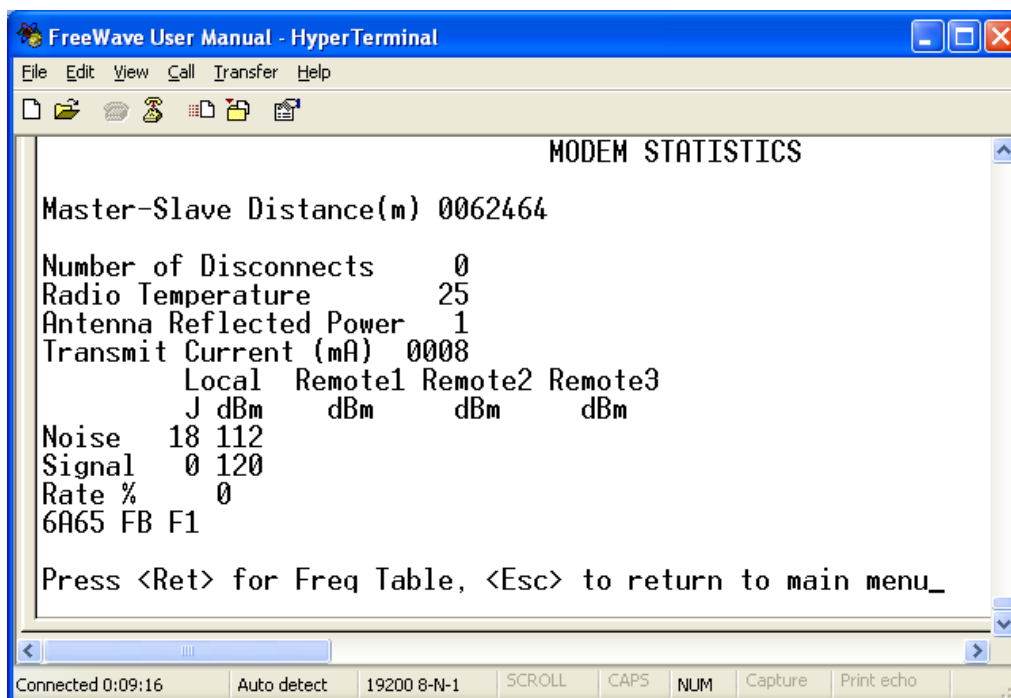 FreeWave User Manual - HyperTerminal
File Edit View Call Transfer Help
MODEM STATISTICS
Master-Slave Distance(m) 0062464
Number of Disconnects 0
Radio Temperature 25
Antenna Reflected Power 1
Transmit Current (mA) 0008
Local Remote1 Remote2 Remote3
J dBm dBm dBm dBm
Noise 18 112
Signal 0 120
Rate % 0
6A65 FB F1
Press <Ret> for Freq Table, <Esc> to return to main menu_
Connected 0:09:16 Auto detect 19200 8-N-1 SCROLL CAPS NUM Capture Print echo